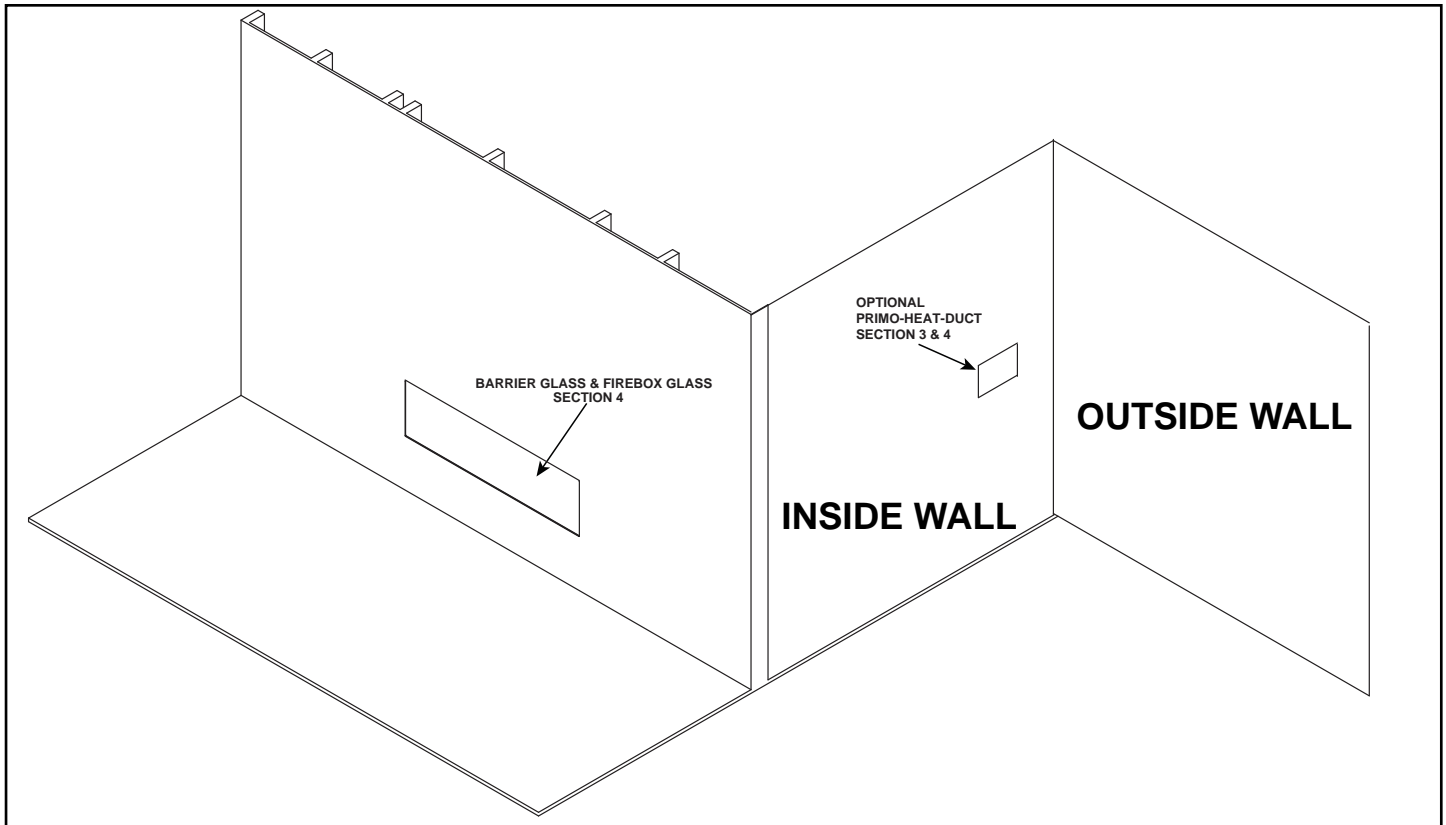 OPTIONAL
PRIMO-HEAT-DUCT
SECTION 3 & 4
BARRIER GLASS & FIREBOX GLASS
SECTION 4
OUTSIDE WALL
INSIDE WALL